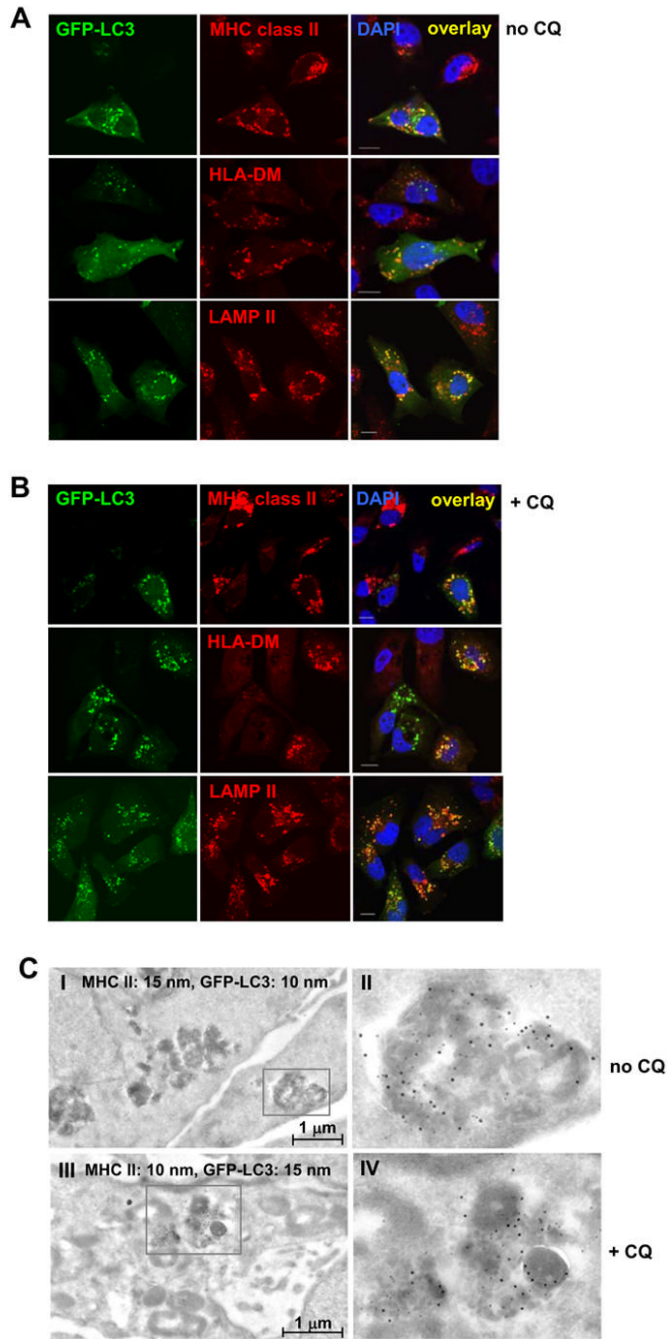 A
GFP-LC3 MHC class II DAPI overlay no CQ
HLA-DM
LAMP II
B
GFP-LC3 MHC class II DAPI overlay + CQ
HLA-DM
LAMP II
C
I MHC II: 15 nm, GFP-LC3: 10 nm II
no CQ
1 μm
III MHC II: 10 nm, GFP-LC3: 15 nm IV
+ CQ
1 μm